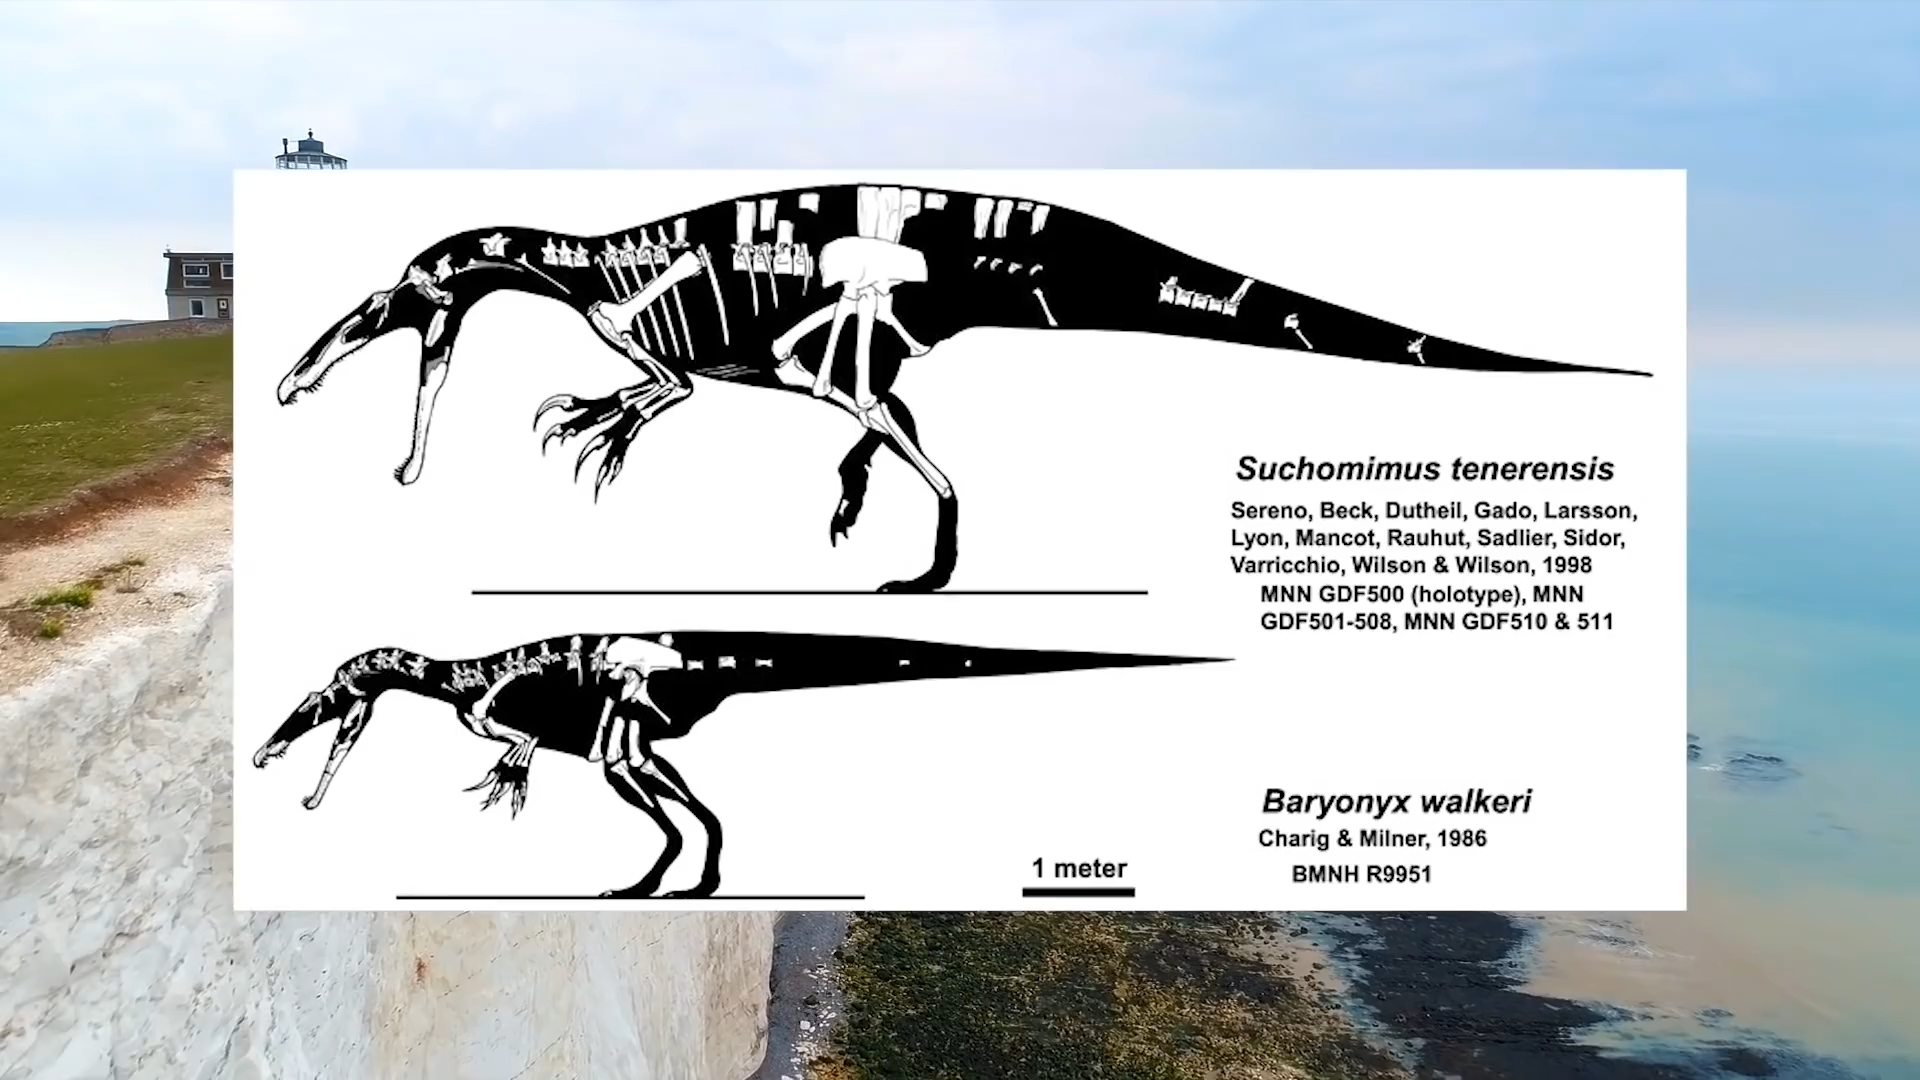 Suchomimus tenerensis
Sereno, Beck, Dutheil, Gado, Larsson,
Lyon, Mancot, Rauhut, Sadlier, Sidor,
Varricchio, Wilson & Wilson, 1998
MNN GDF500 (holotype), MNN
GDF501-508, MNN GDF510 & 511
Baryonyx walkeri
Charig & Milner, 1986
BMNH R9951
1 meter